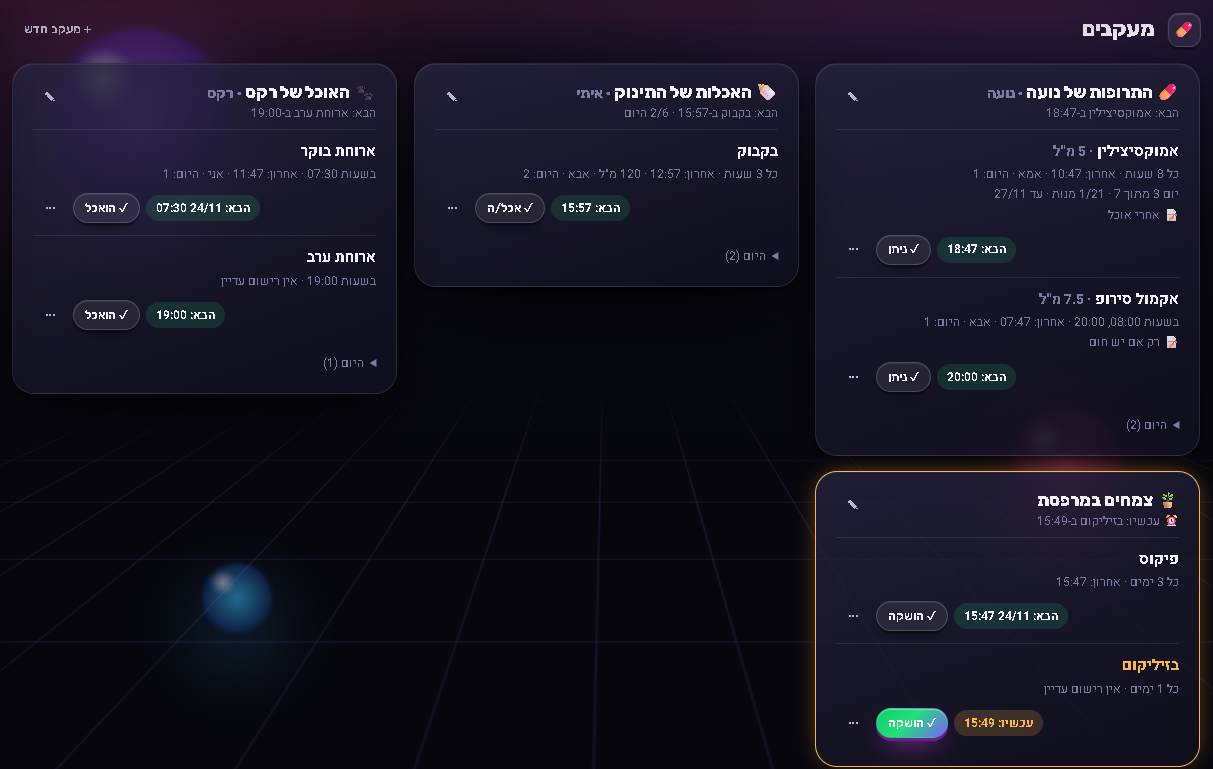 מעקבים
+ מעקב חדש
התרופות של נועה · נועה
הבא: אמוקסיצילין ב-18:47
אמוקסיצילין · 5 מ"ל
כל 8 שעות · אחרון: 10:47 · אמא · היום: 1
יום 3 מתוך 7 · 1/21 מנות · עד 27/11
אחרי אוכל
הבא: 18:47
✓ ניתן
···
אקמול סירופ · 7.5 מ"ל
בשעות 08:00, 20:00 · אחרון: 07:47 · אבא · היום: 1
רק אם יש חום
הבא: 20:00
✓ ניתן
···
◀ היום (2)
האכלות של התינוק · איתי
הבא: בקבוק ב-15:57 · 2/6 היום
בקבוק
כל 3 שעות · אחרון: 12:57 · 120 מ"ל · אבא · היום: 2
הבא: 15:57
✓ אכל/ה
···
◀ היום (2)
האוכל של רקס · רקס
הבא: ארוחת ערב ב-19:00
ארוחת בוקר
בשעות 07:30 · אחרון: 11:47 · אני · היום: 1
הבא: 24/11 07:30
✓ הואכל
···
ארוחת ערב
בשעות 19:00 · אין רישום עדיין
הבא: 19:00
✓ הואכל
···
◀ היום (1)
צמחים במרפסת
עכשיו: בזיליקום ב-15:49
פיקוס
כל 3 ימים · אחרון: 15:47
הבא: 24/11 15:47
✓ הושקה
···
בזיליקום
כל 1 ימים · אין רישום עדיין
עכשיו: 15:49
✓ הושקה
···